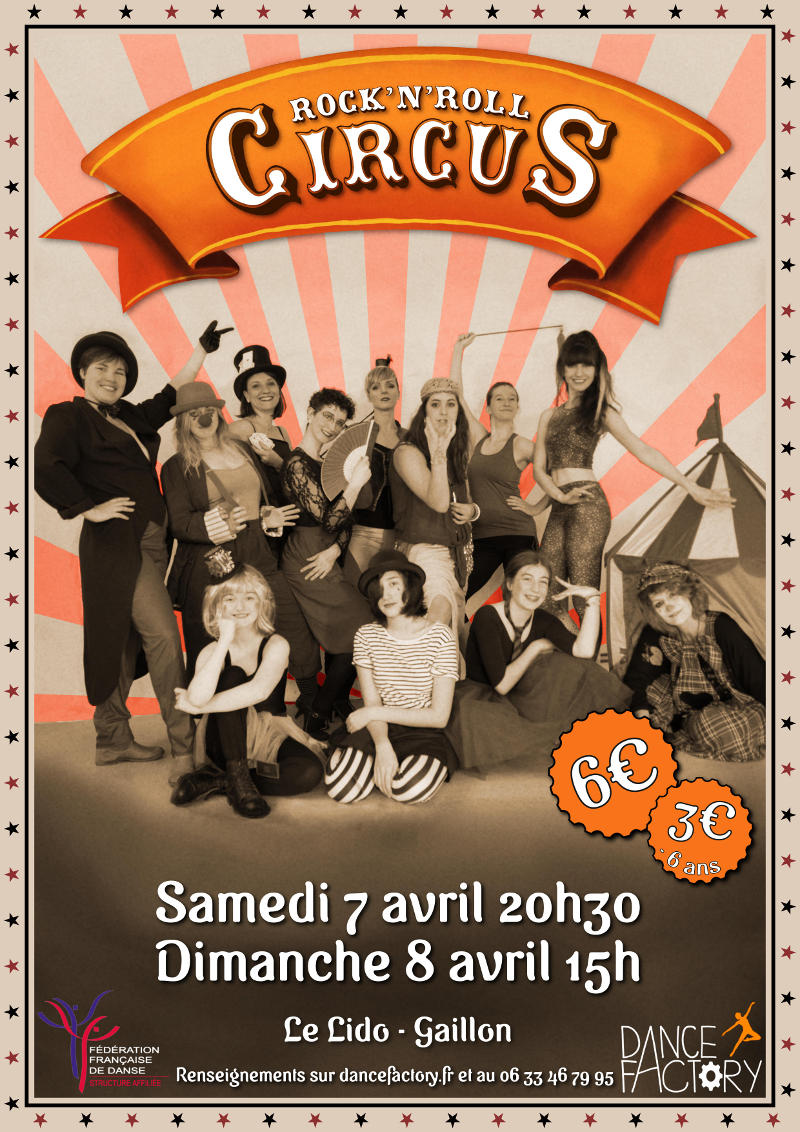 ROCK'N'ROLL
CIRCUS
6€
3€
- 6 ans
Samedi 7 avril 20h30
Dimanche 8 avril 15h
Le Lido - Gaillon
FÉDÉRATION
FRANÇAISE
DE DANSE
STRUCTURE AFFILIÉE
Renseignements sur dancefactory.fr et au 06 33 46 79 95
DANCE
FACTORY